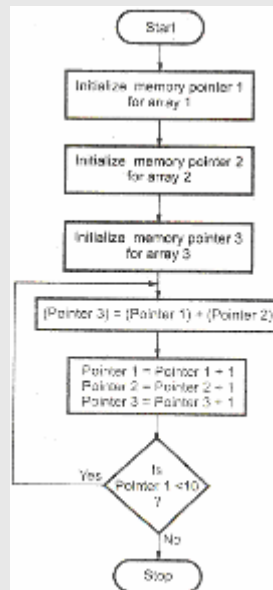 Start
Initialize memory pointer 1
for array 1
Initialize memory pointer 2
for array 2
Initialize memory pointer 3
for array 3
(Pointer 3) = (Pointer 1) + (Pointer 2)
Pointer 1 = Pointer 1 + 1
Pointer 2 = Pointer 2 + 1
Pointer 3 = Pointer 3 + 1
Is
Yes
Pointer 1 <10
?
No
Stop